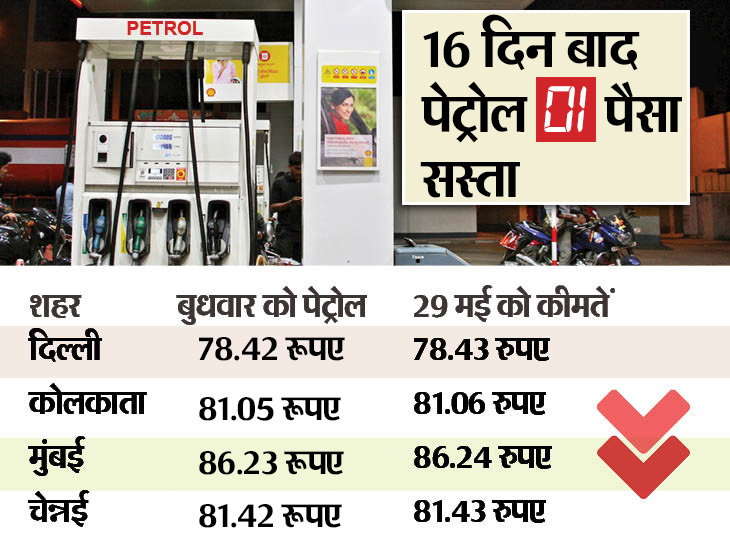 PETROL
16 दिन बाद
पेट्रोल 01 पैसा
सस्ता
शहर बुधवार को पेट्रोल 29 मई को कीमतें
दिल्ली 78.42 रूपए 78.43 रुपए
कोलकाता 81.05 रूपए 81.06 रुपए
मुंबई 86.23 रूपए 86.24 रुपए
चेन्नई 81.42 रूपए 81.43 रुपए